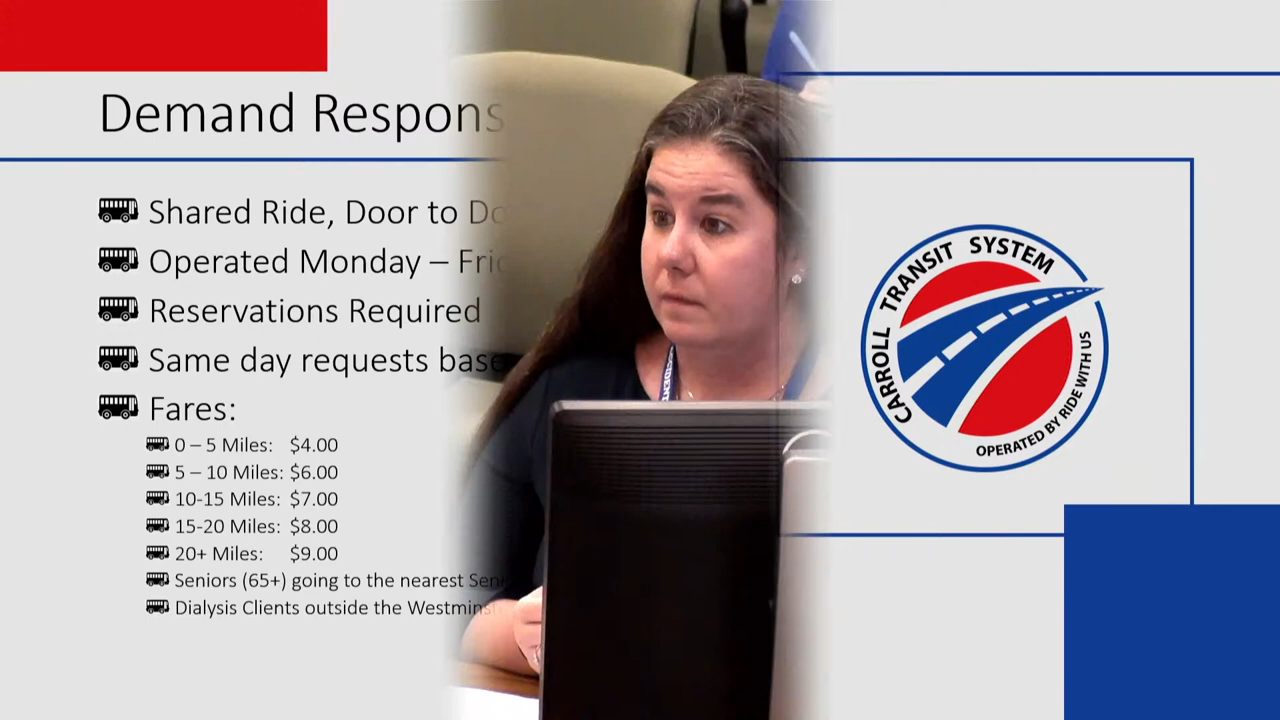 Demand Respons
Shared Ride, Door to Do
Operated Monday – Fri
Reservations Required
Same day requests base
Fares:
0 – 5 Miles: $4.00
5 – 10 Miles: $6.00
10-15 Miles: $7.00
15-20 Miles: $8.00
20+ Miles: $9.00
Seniors (65+) going to the nearest Sen
Dialysis Clients outside the Westmins
CARROLL TRANSIT SYSTEM
OPERATED BY RIDE WITH US